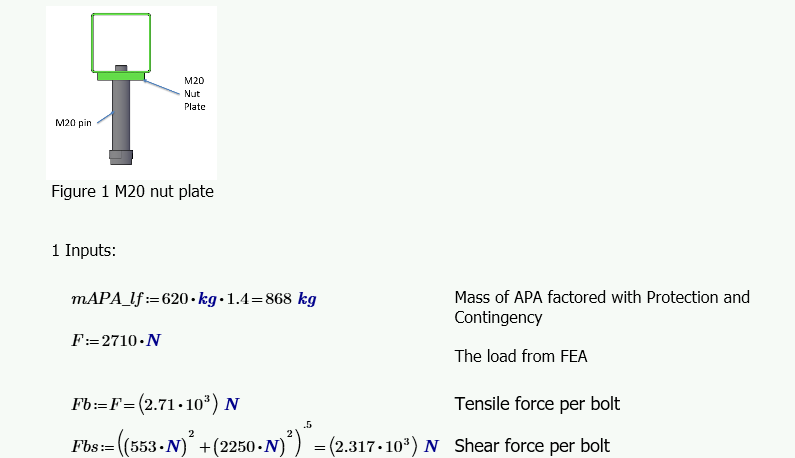 M20
Nut
Plate
M20 pin
Figure 1 M20 nut plate
1 Inputs:
mAPA_lf:=620·kg·1.4=868 kg
Mass of APA factored with Protection and
Contingency
F:=2710·N
The load from FEA
Fb:=F=(2.71·10³) N
Tensile force per bolt
Fbs:=((553·N)²+(2250·N)²)^.5=(2.317·10³) N
Shear force per bolt